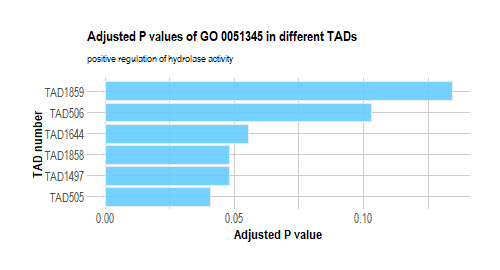 Adjusted P values of GO 0051345 in different TADs
positive regulation of hydrolase activity
TAD number
TAD1859
TAD506
TAD1644
TAD1858
TAD1497
TAD505
0.00 0.05 0.10
Adjusted P value